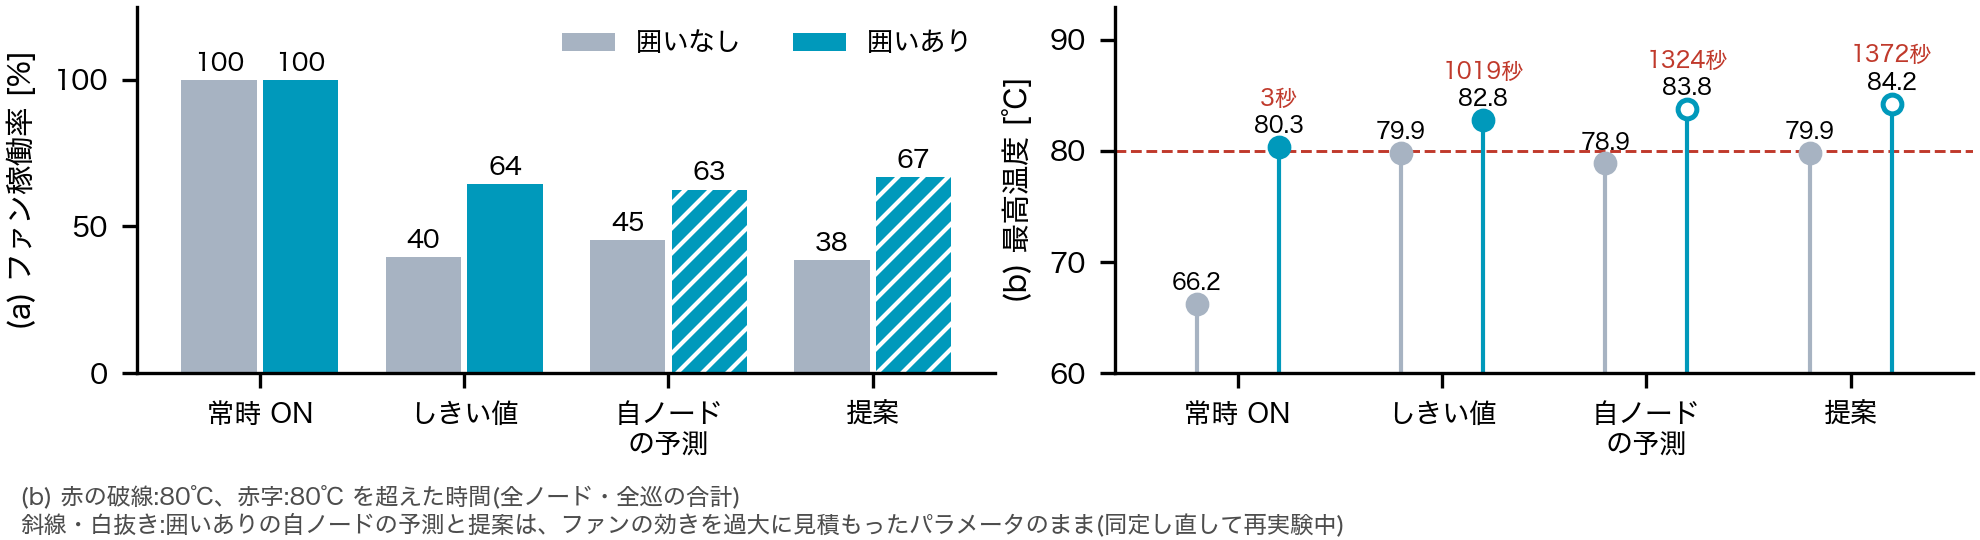 (a) ファン稼働率 [%]
100
50
0
囲いなし 囲いあり
100 100
40 64
45 63
38 67
常時 ON
しきい値
自ノード
の予測
提案
(b) 最高温度 [℃]
90
80
70
60
66.2
3秒
80.3
79.9
1019秒
82.8
78.9
1324秒
83.8
79.9
1372秒
84.2
常時 ON
しきい値
自ノード
の予測
提案
(b) 赤の破線:80℃、赤字:80℃ を超えた時間(全ノード・全巡の合計)
斜線・白抜き:囲いありの自ノードの予測と提案は、ファンの効きを過大に見積もったパラメータのまま(同定し直して再実験中)